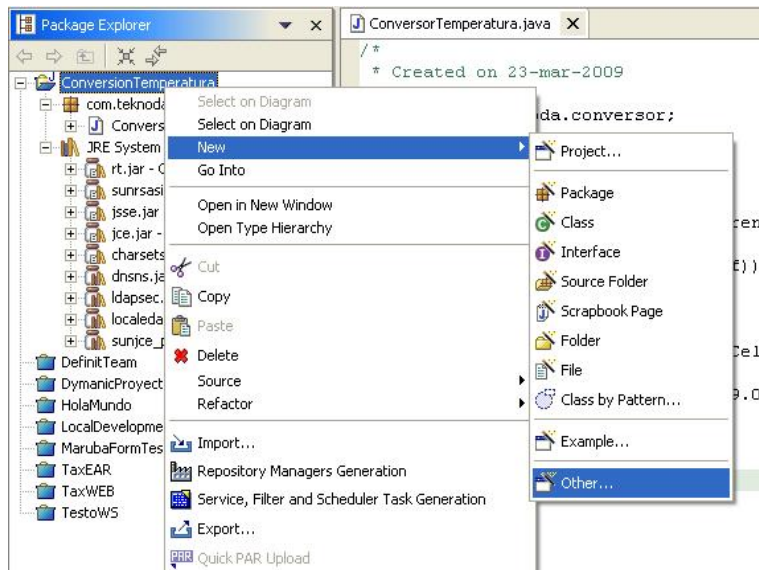 Package Explorer
ConversionTemperatura
com.teknoda
Convers
JRE System
rt.jar - C
sunrsasi
jsse.jar
jce.jar -
charsets
dnsns.ja
ldapsec.
localeda
sunjce_p
DefinitTeam
DymanicProyect
HolaMundo
LocalDevelopme
MarubaFormTes
TaxEAR
TaxWEB
TestoWS
Select on Diagram
Select on Diagram
New
Go Into
Open in New Window
Open Type Hierarchy
Cut
Copy
Paste
Delete
Source
Refactor
Import...
Repository Managers Generation
Service, Filter and Scheduler Task Generation
Export...
Quick PAR Upload
Project...
Package
Class
Interface
Source Folder
Scrapbook Page
Folder
File
Class by Pattern...
Example...
Other...
ConversorTemperatura.java
/*
* Created on 23-mar-2009
da.conversor;
ren
f))
Cel
9.0